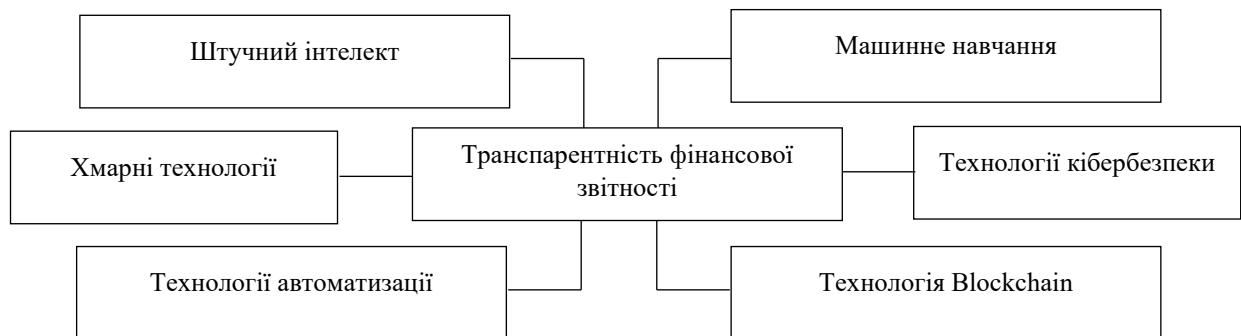 Штучний інтелект
Машинне навчання
Хмарні технології
Транспарентність фінансової
звітності
Технології кібербезпеки
Технології автоматизації
Технологія Blockchain